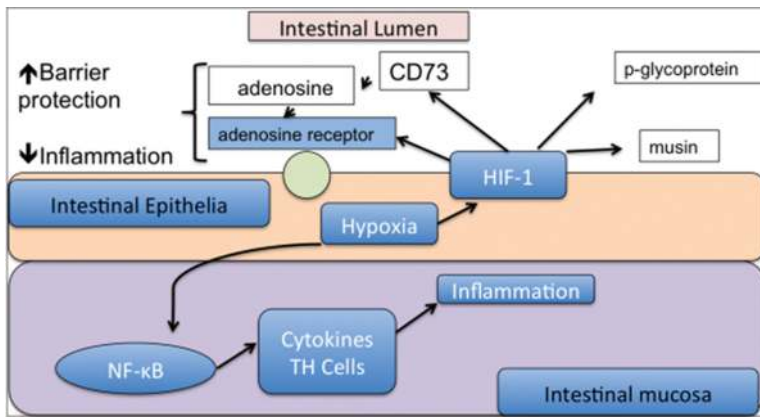 Intestinal Lumen
↑Barrier
protection
↓Inflammation
adenosine
CD73
p-glycoprotein
adenosine receptor
musin
HIF-1
Intestinal Epithelia
Hypoxia
Inflammation
Cytokines
TH Cells
NF-κB
Intestinal mucosa